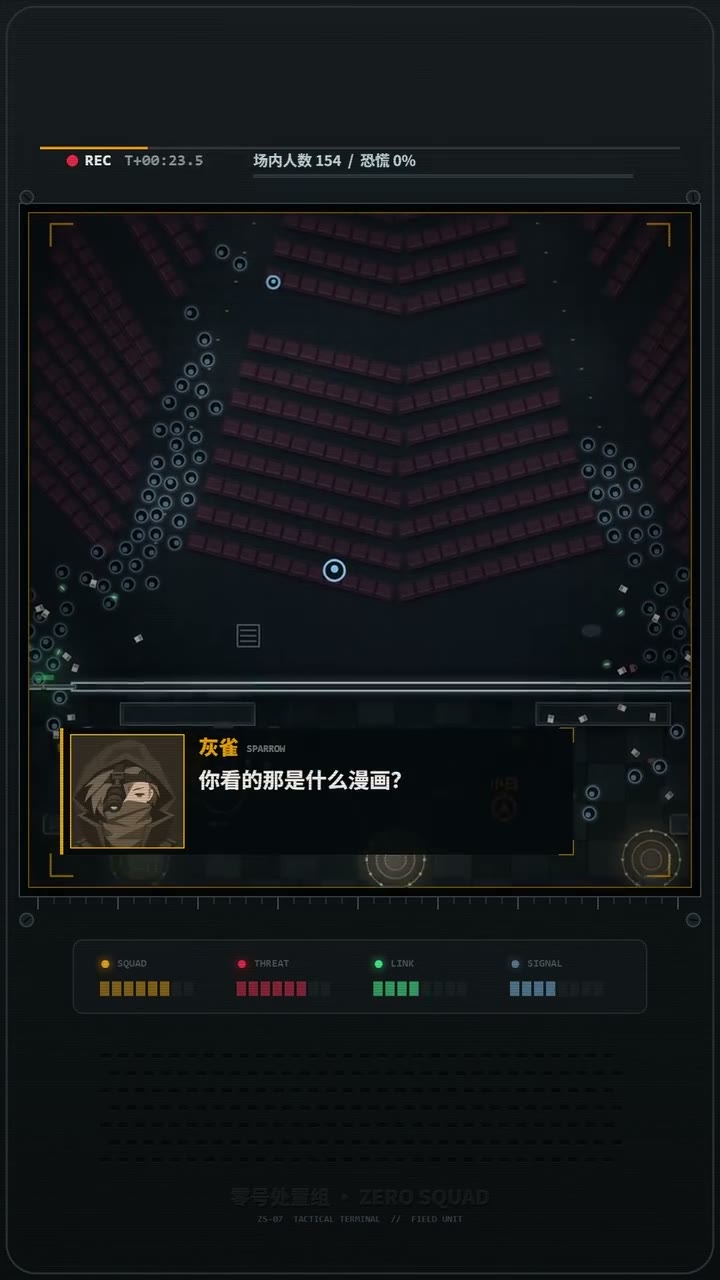 REC T+00:23.5 场内人数 154 / 恐慌 0%
灰雀 SPARROW
你看的那是什么漫画?
小白
SQUAD THREAT LINK SIGNAL
零号处置组 · ZERO SQUAD
ZS-07 TACTICAL TERMINAL // FIELD UNIT